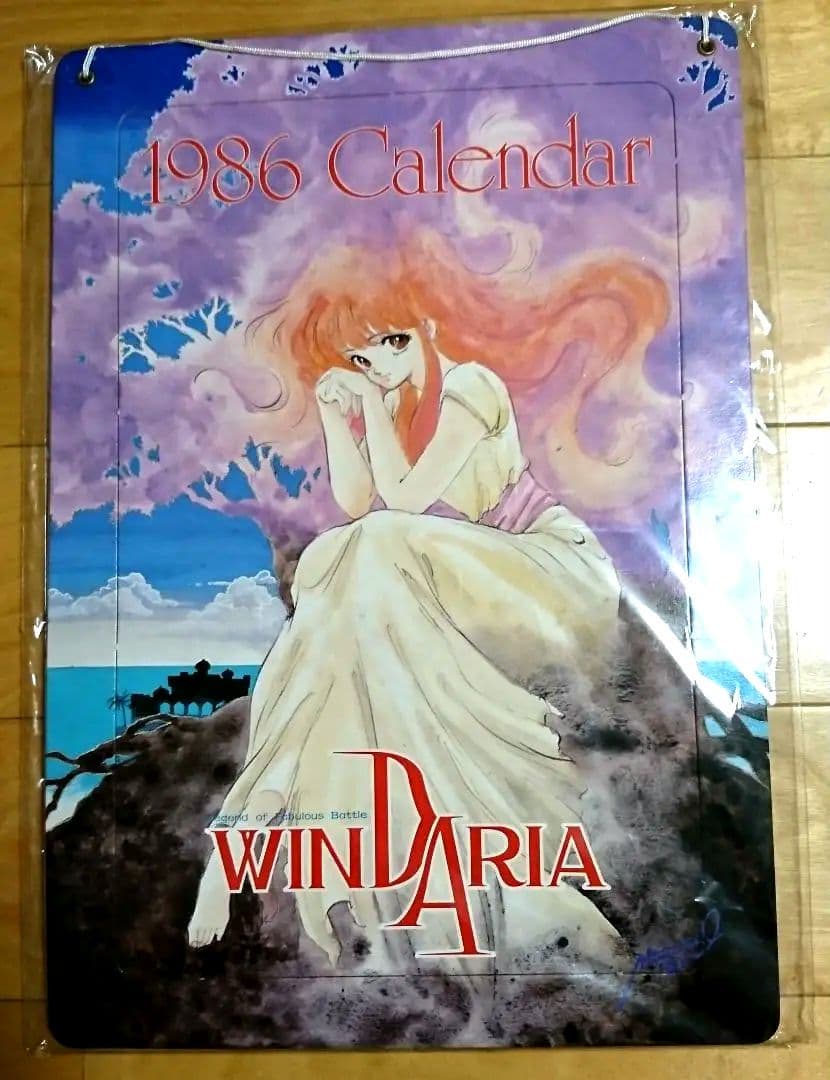 1986 Calendar
Legend of Fabulous Battle
WINDARIA